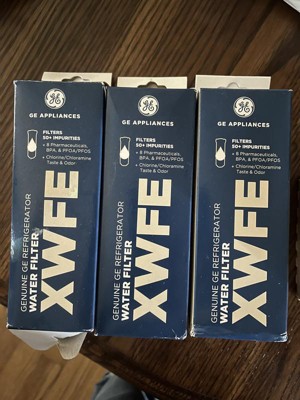 GE APPLIANCES
FILTERS
50+ IMPURITIES
• 8 Pharmaceuticals,
BPA, & PFOA/PFOS
• Chlorine/Chloramine
Taste & Odor
GENUINE GE REFRIGERATOR
WATER FILTER
XWFE
GE APPLIANCES
FILTERS
50+ IMPURITIES
• 8 Pharmaceuticals,
BPA, & PFOA/PFOS
• Chlorine/Chloramine
Taste & Odor
GENUINE GE REFRIGERATOR
WATER FILTER
XWFE
GE APPLIANCES
FILTERS
50+ IMPURITIES
• 8 Pharmaceuticals,
BPA, & PFOA/PFOS
• Chlorine/Chloramine
Taste & Odor
GENUINE GE REFRIGERATOR
WATER FILTER
XWFE